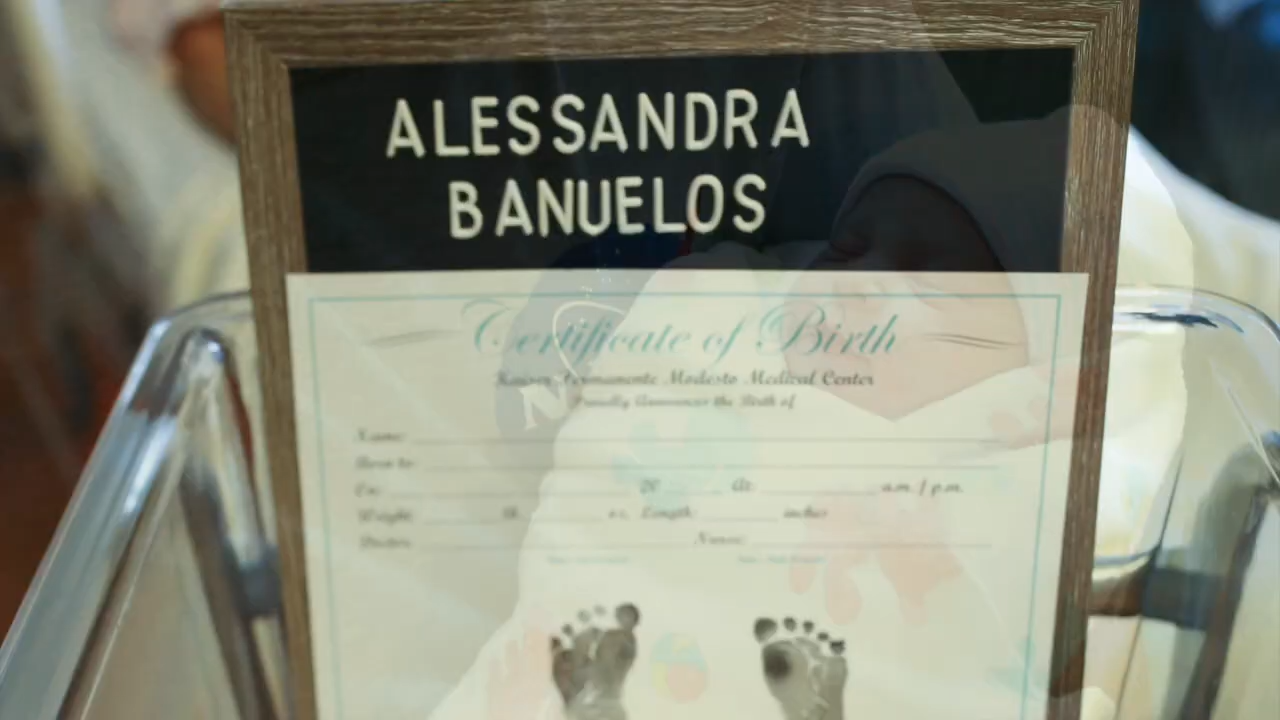 ALESSANDRA
BANUELOS
Certificate of Birth
Kaiser Permanente Modesto Medical Center
Proudly Announces the Birth of
Name:
Born to:
On: 20 At: a.m. / p.m.
Weight: lb. oz. Length: inches
Doctor: Nurse: